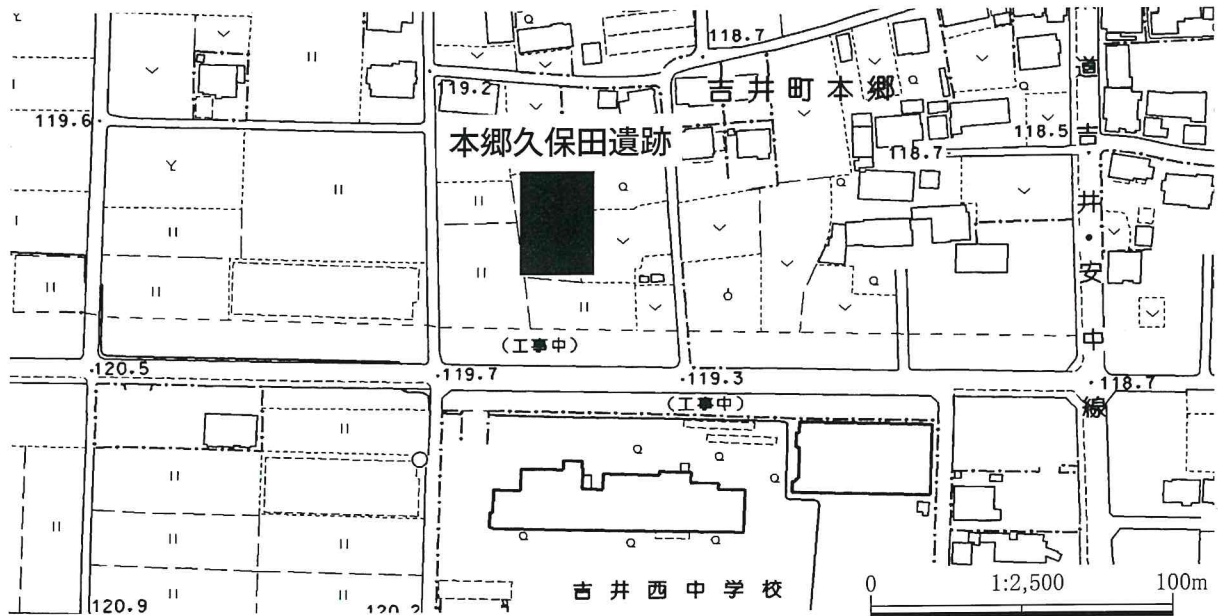 118.7
吉井町本郷
119.2
119.6
本郷久保田遺跡
118.5
118.7
道吉井・安中線
(工事中)
120.5
119.7
119.3
118.7
(工事中)
吉井西中学校
0 1:2,500 100m
120.9
120.2